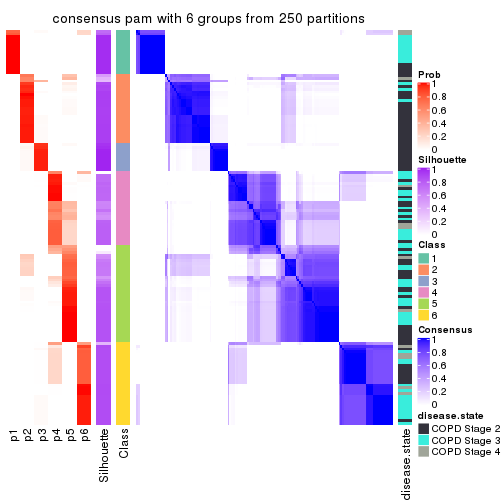 consensus pam with 6 groups from 250 partitions
Prob
1
0.8
0.6
0.4
0.2
0
Silhouette
1
0.8
0.6
0.4
0.2
0
Class
1
2
3
4
5
6
Consensus
1
0.8
0.6
0.4
0.2
0
disease.state
COPD Stage 2
COPD Stage 3
COPD Stage 4
p1
p2
p3
p4
p5
p6
Silhouette
Class
disease.state